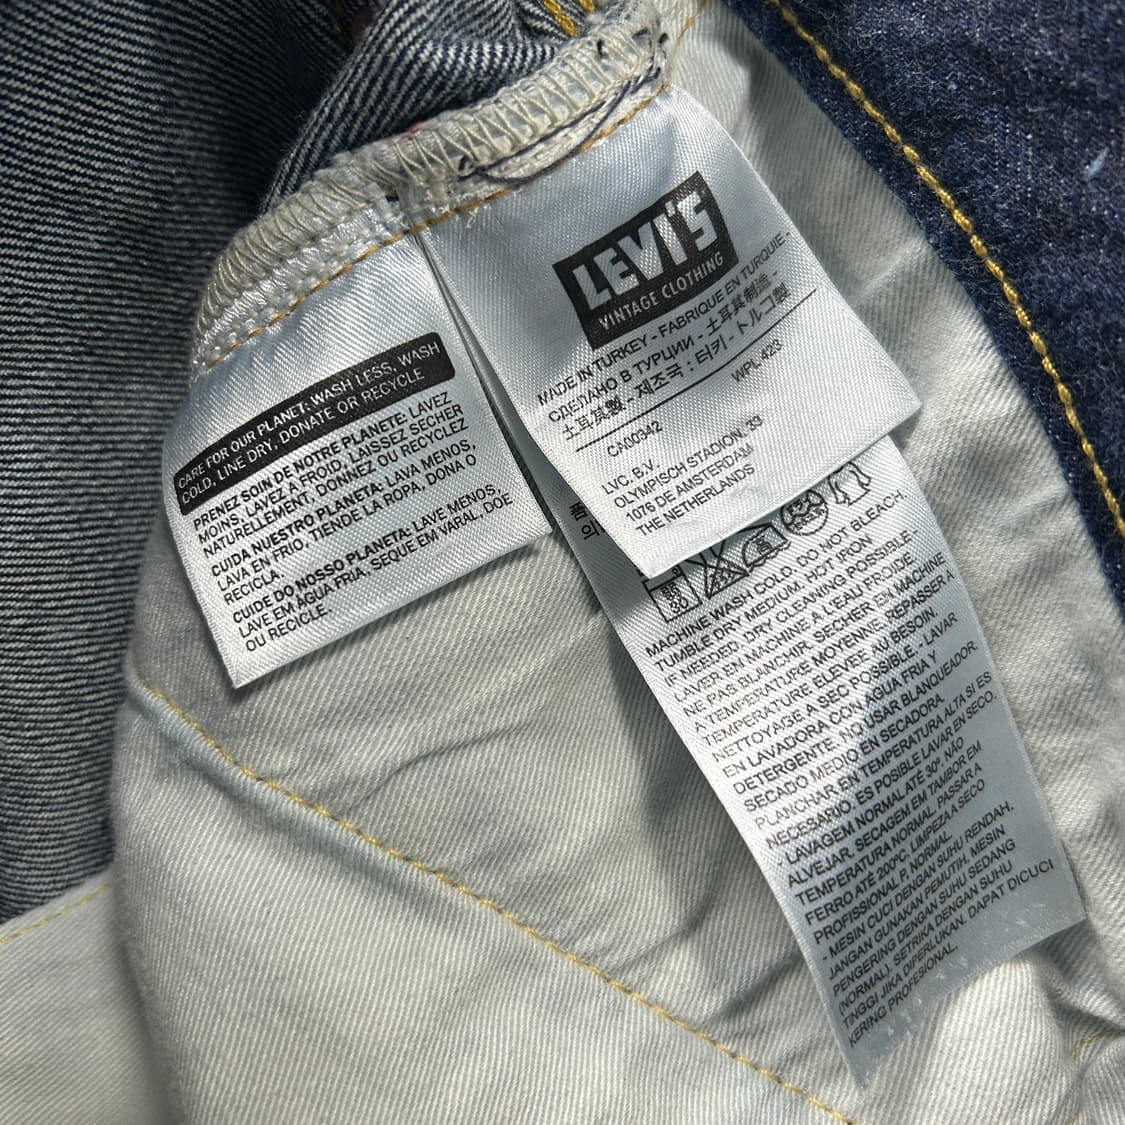 CARE FOR OUR PLANET: WASH LESS, WASH
COLD, LINE DRY, DONATE OR RECYCLE
PRENEZ SOIN DE NOTRE PLANETE: LAVEZ
MOINS, LAVEZ À FROID, LAISSEZ SÉCHER
NATURELLEMENT, DONNEZ OU RECYCLEZ
CUIDA NUESTRO PLANETA: LAVA MENOS,
LAVA EN FRIO, TIENDE LA ROPA, DONA O
RECICLA.
CUIDE DO NOSSO PLANETA: LAVE MENOS,
LAVE EM ÁGUA FRIA, SEQUE EM VARAL, DOE
OU RECICLE.
LEVI'S
VINTAGE CLOTHING
MADE IN TURKEY - FABRIQUE EN TURQUIE -
СДЕЛАНО В ТУРЦИИ - 土耳其制造 -
土耳其製 - 제조국 : 터키 - トルコ製
WPL 423
CA00342
LVC. B.V.
OLYMPISCH STADION, 33
1076 DE AMSTERDAM
THE NETHERLANDS
품
의
30
MACHINE WASH COLD. DO NOT BLEACH.
TUMBLE DRY MEDIUM. HOT IRON
IF NEEDED. DRY CLEANING POSSIBLE.
LAVER EN MACHINE A L'EAU FROIDE.
NE PAS BLANCHIR. SECHER EN MACHINE
A TEMPERATURE MOYENNE. REPASSER A
TEMPERATURE ELEVEE AU BESOIN.
NETTOYAGE A SEC POSSIBLE. - LAVAR
EN LAVADORA CON AGUA FRIA Y
DETERGENTE. NO USAR BLANQUEADOR.
SECADO MEDIO EN SECADORA.
PLANCHAR EN TEMPERATURA ALTA SI ES
NECESARIO. ES POSIBLE LAVAR EN SECO.
- LAVAGEM NORMAL ATÉ 30º. NÃO
ALVEJAR. SECAGEM EM TAMBOR EM
TEMPERATURA NORMAL. PASSAR A
FERRO ATÉ 200ºC. LIMPEZA A SECO
PROFISSIONAL P, NORMAL.
- MESIN CUCI DENGAN SUHU RENDAH.
JANGAN GUNAKAN PEMUTIH. MESIN
PENGERING DENGAN SUHU SEDANG
(NORMAL). SETRIKA DENGAN SUHU
TINGGI JIKA DIPERLUKAN. DAPAT DICUCI
KERING PROFESIONAL.